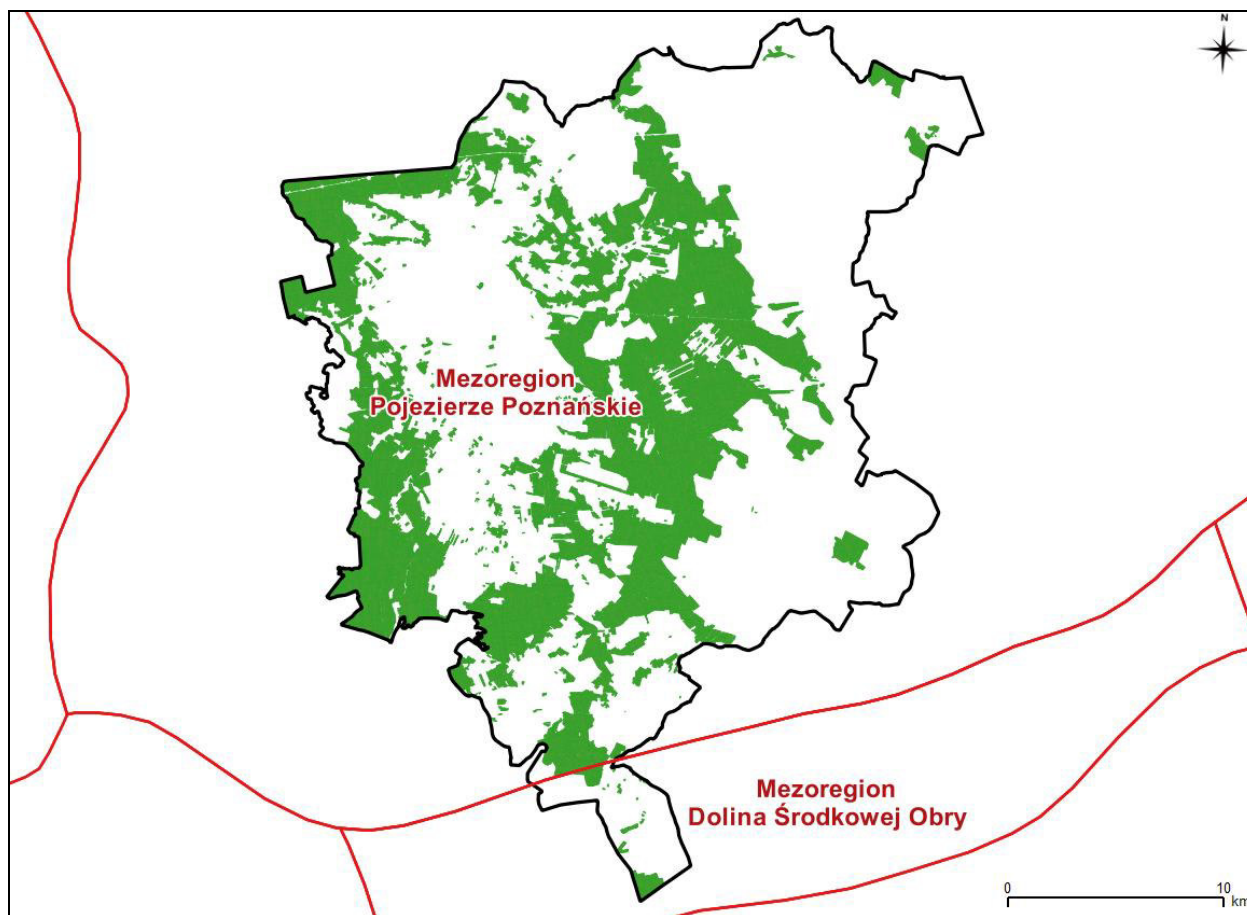 N
Mezoregion
Pojezierze Poznańskie
Mezoregion
Dolina Środkowej Obry
0 10
km